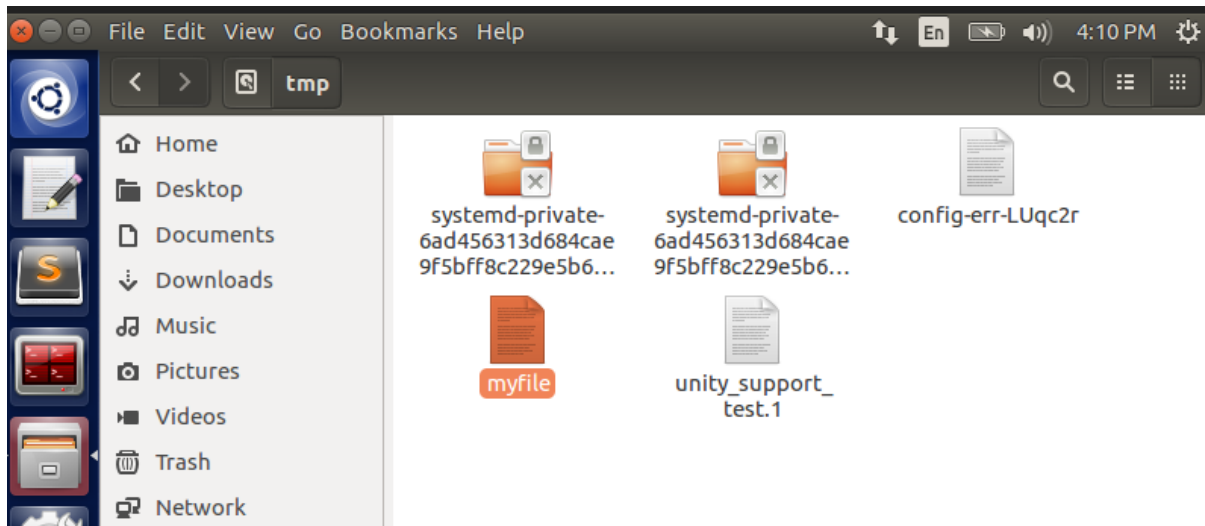 File Edit View Go Bookmarks Help En 4:10 PM
tmp
Home
Desktop
Documents
Downloads
Music
Pictures
Videos
Trash
Network
systemd-private-
6ad456313d684cae
9f5bff8c229e5b6...
systemd-private-
6ad456313d684cae
9f5bff8c229e5b6...
config-err-LUqc2r
myfile
unity_support_
test.1